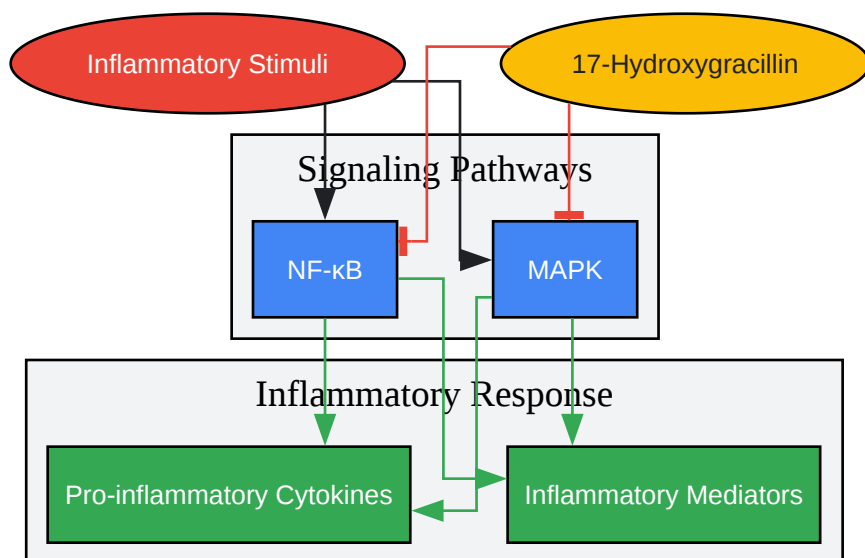 Inflammatory Stimuli
17-Hydroxygracillin
Signaling Pathways
NF-κB
MAPK
Inflammatory Response
Pro-inflammatory Cytokines
Inflammatory Mediators